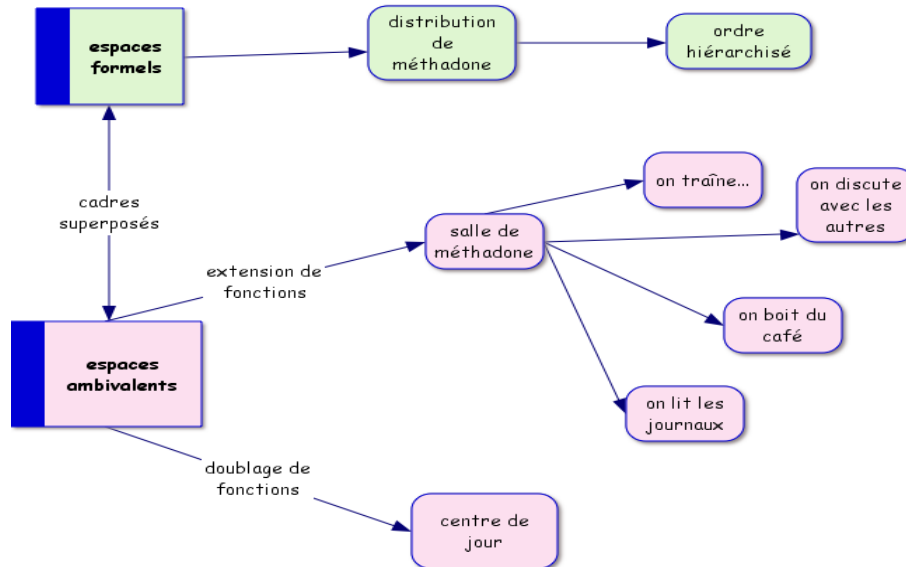 espaces
formels
distribution
de
méthadone
ordre
hiérarchisé
cadres
superposés
on traîne...
on discute
avec les
autres
salle de
méthadone
extension de
fonctions
on boit du
café
espaces
ambivalents
on lit les
journaux
doublage de
fonctions
centre de
jour